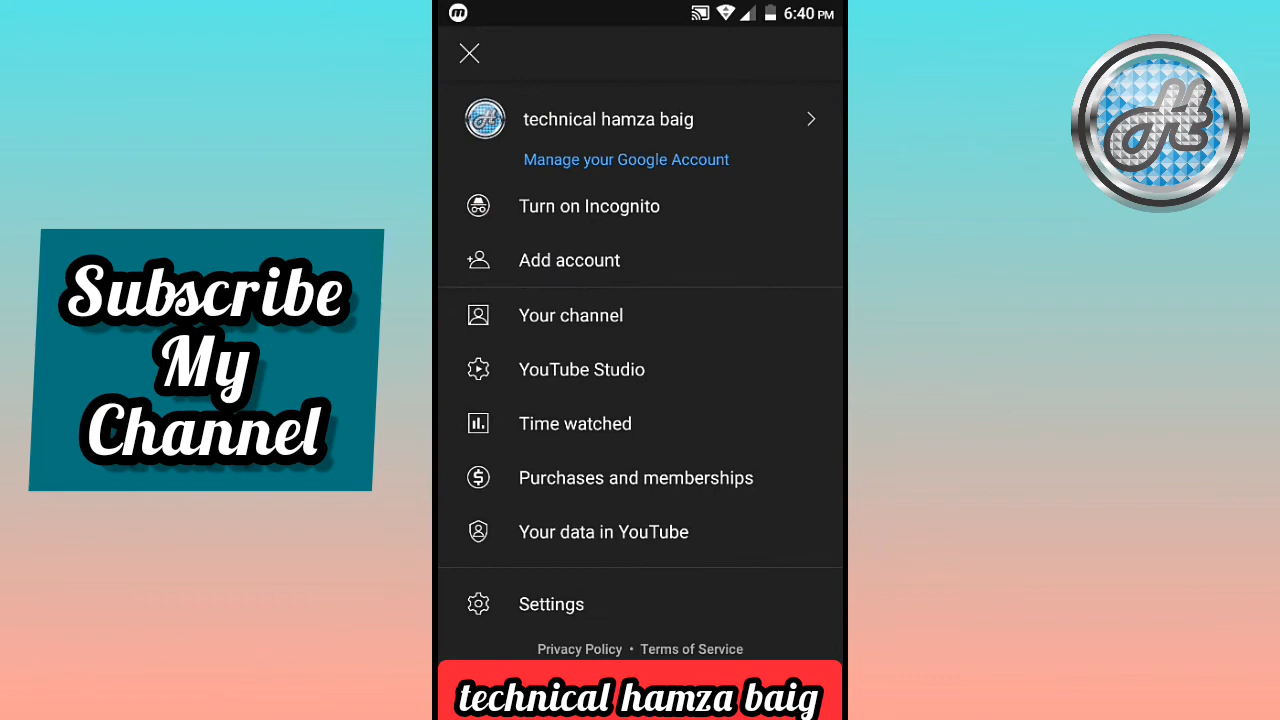 6:40 PM
technical hamza baig
Manage your Google Account
Turn on Incognito
Add account
Your channel
YouTube Studio
Time watched
Purchases and memberships
Your data in YouTube
Settings
Privacy Policy • Terms of Service
technical hamza baig
Subscribe
My
Channel
Ht